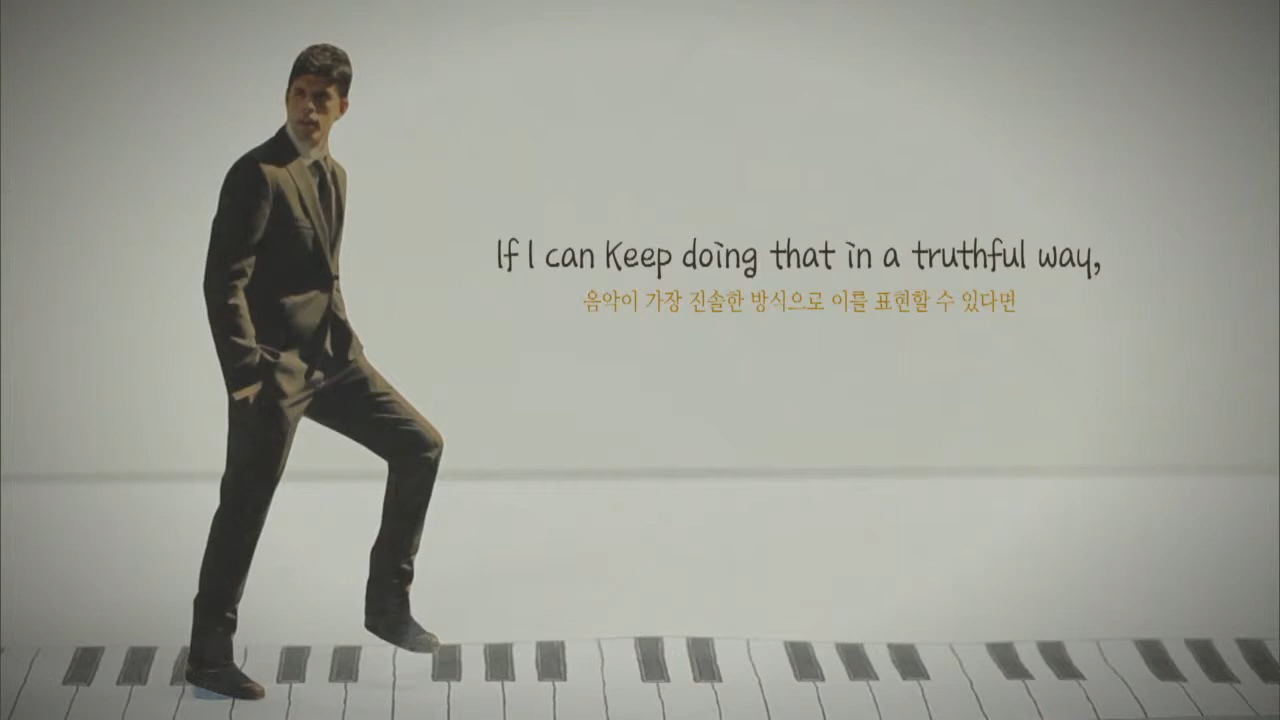 If I can Keep doing that in a truthful way,
음악이 가장 진솔한 방식으로 이를 표현할 수 있다면